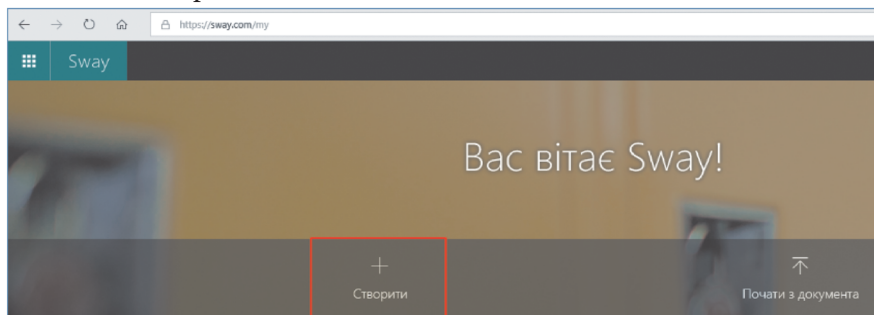 https://sway.com/my
Sway
Вас вітає Sway!
Створити
Почати з документа